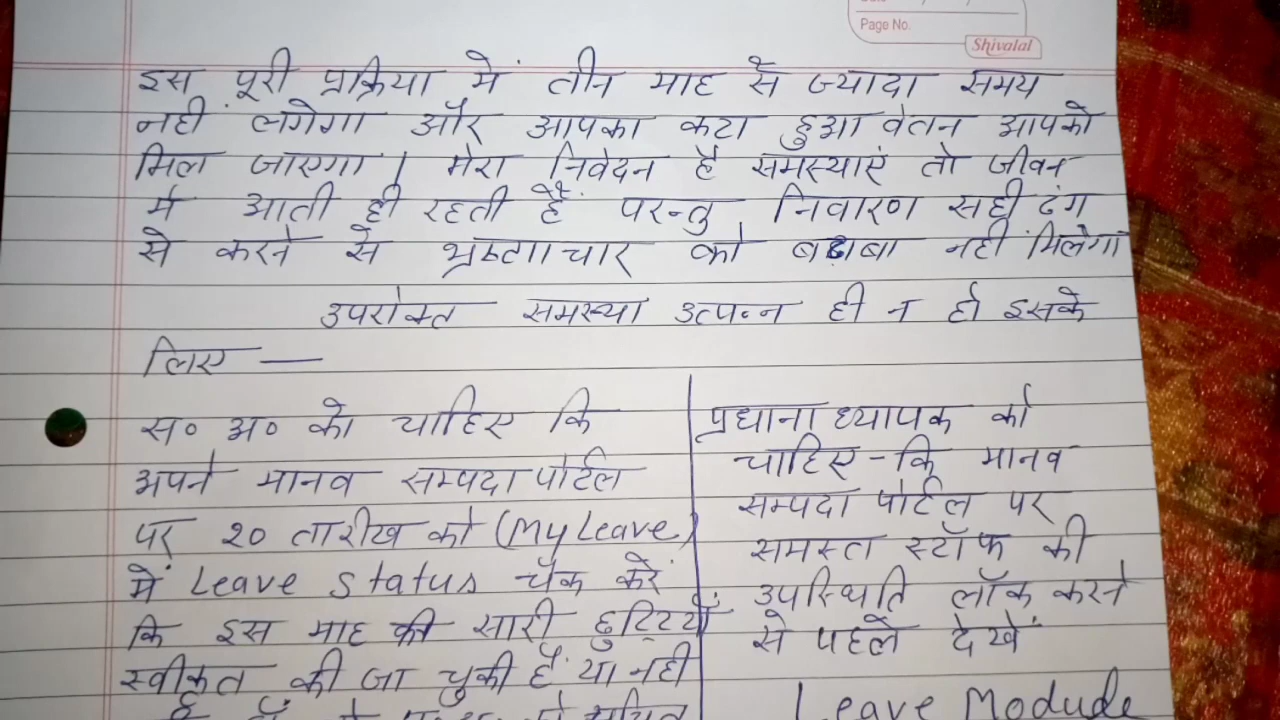 Page No.
Shivalal
इस पूरी प्रक्रिया में तीन माह से ज्यादा समय
नहीं लगेगा और आपका कटा हुआ वेतन आपको
मिल जाएगा । मेरा निवेदन है समस्याएं तो जीवन
मे आती ही रहती हैं परन्तु निवारण सही ढंग
से करने से भ्रष्टाचार को बढाबा नही मिलेगा
उपरोक्त समस्या उत्पन्न ही न हो इसके
लिए —
स० अ० को चाहिए कि
अपने मानव सम्पदा पोर्टल
पर २० तारीख को (My Leave)
में Leave Status चैक करें
कि इस माह की सारी छुट्टियाँ
स्वीकृत की जा चुकी हैं या नही
प्रधानाध्यापक को
चाहिए - कि मानव
सम्पदा पोर्टल पर
समस्त स्टॉफ की
उपस्थिति लॉक करने
से पहले देखें
Leave Modude